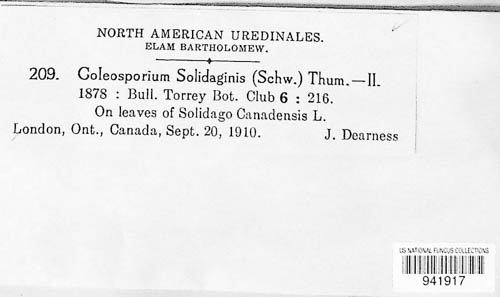 NORTH AMERICAN UREDINALES.
ELAM BARTHOLOMEW.
209. Coleosporium Solidaginis (Schw.) Thum.—II.
1878 : Bull. Torrey Bot. Club 6 : 216.
On leaves of Solidago Canadensis L.
London, Ont., Canada, Sept. 20, 1910. J. Dearness
US NATIONAL FUNGUS COLLECTIONS
941917